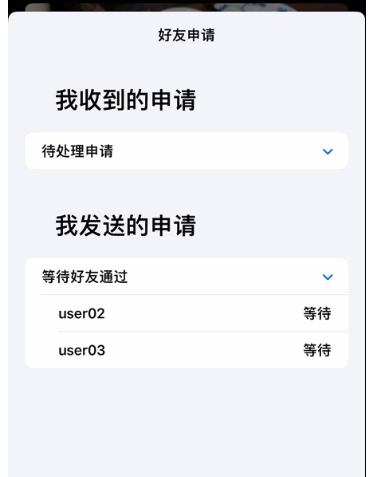 好友申请
我收到的申请
待处理申请
我发送的申请
等待好友通过
user02 等待
user03 等待